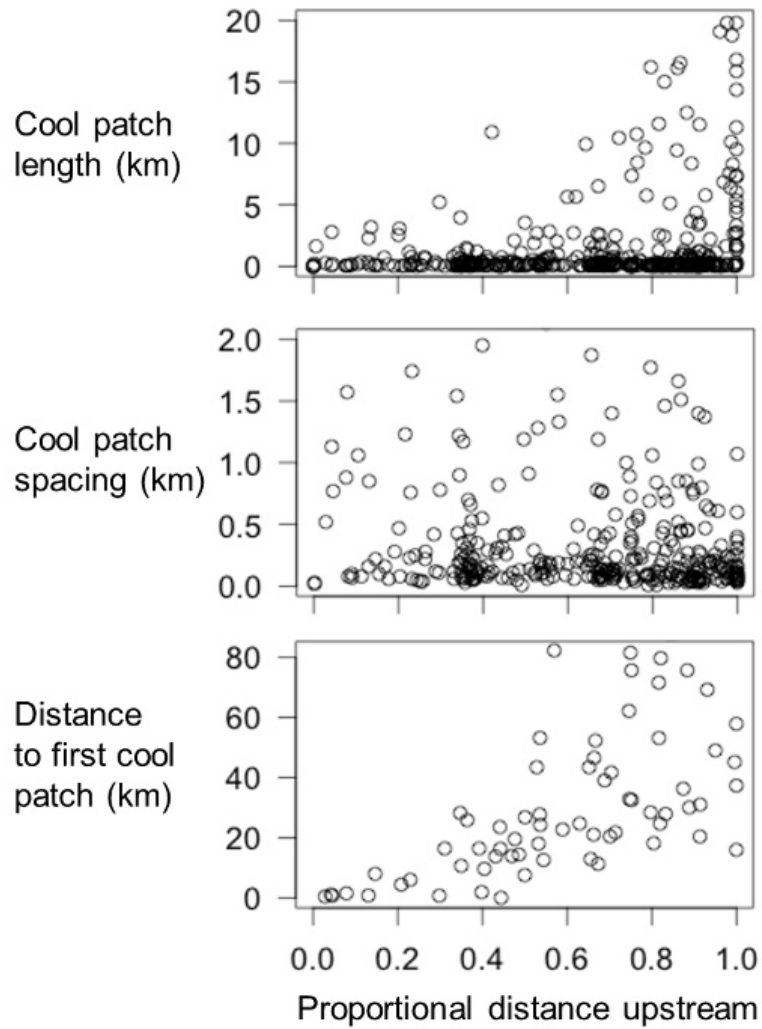 Cool patch
length (km)
20
15
10
5
0
Cool patch
spacing (km)
2.0
1.5
1.0
0.5
0.0
Distance
to first cool
patch (km)
80
60
40
20
0
0.0 0.2 0.4 0.6 0.8 1.0
Proportional distance upstream